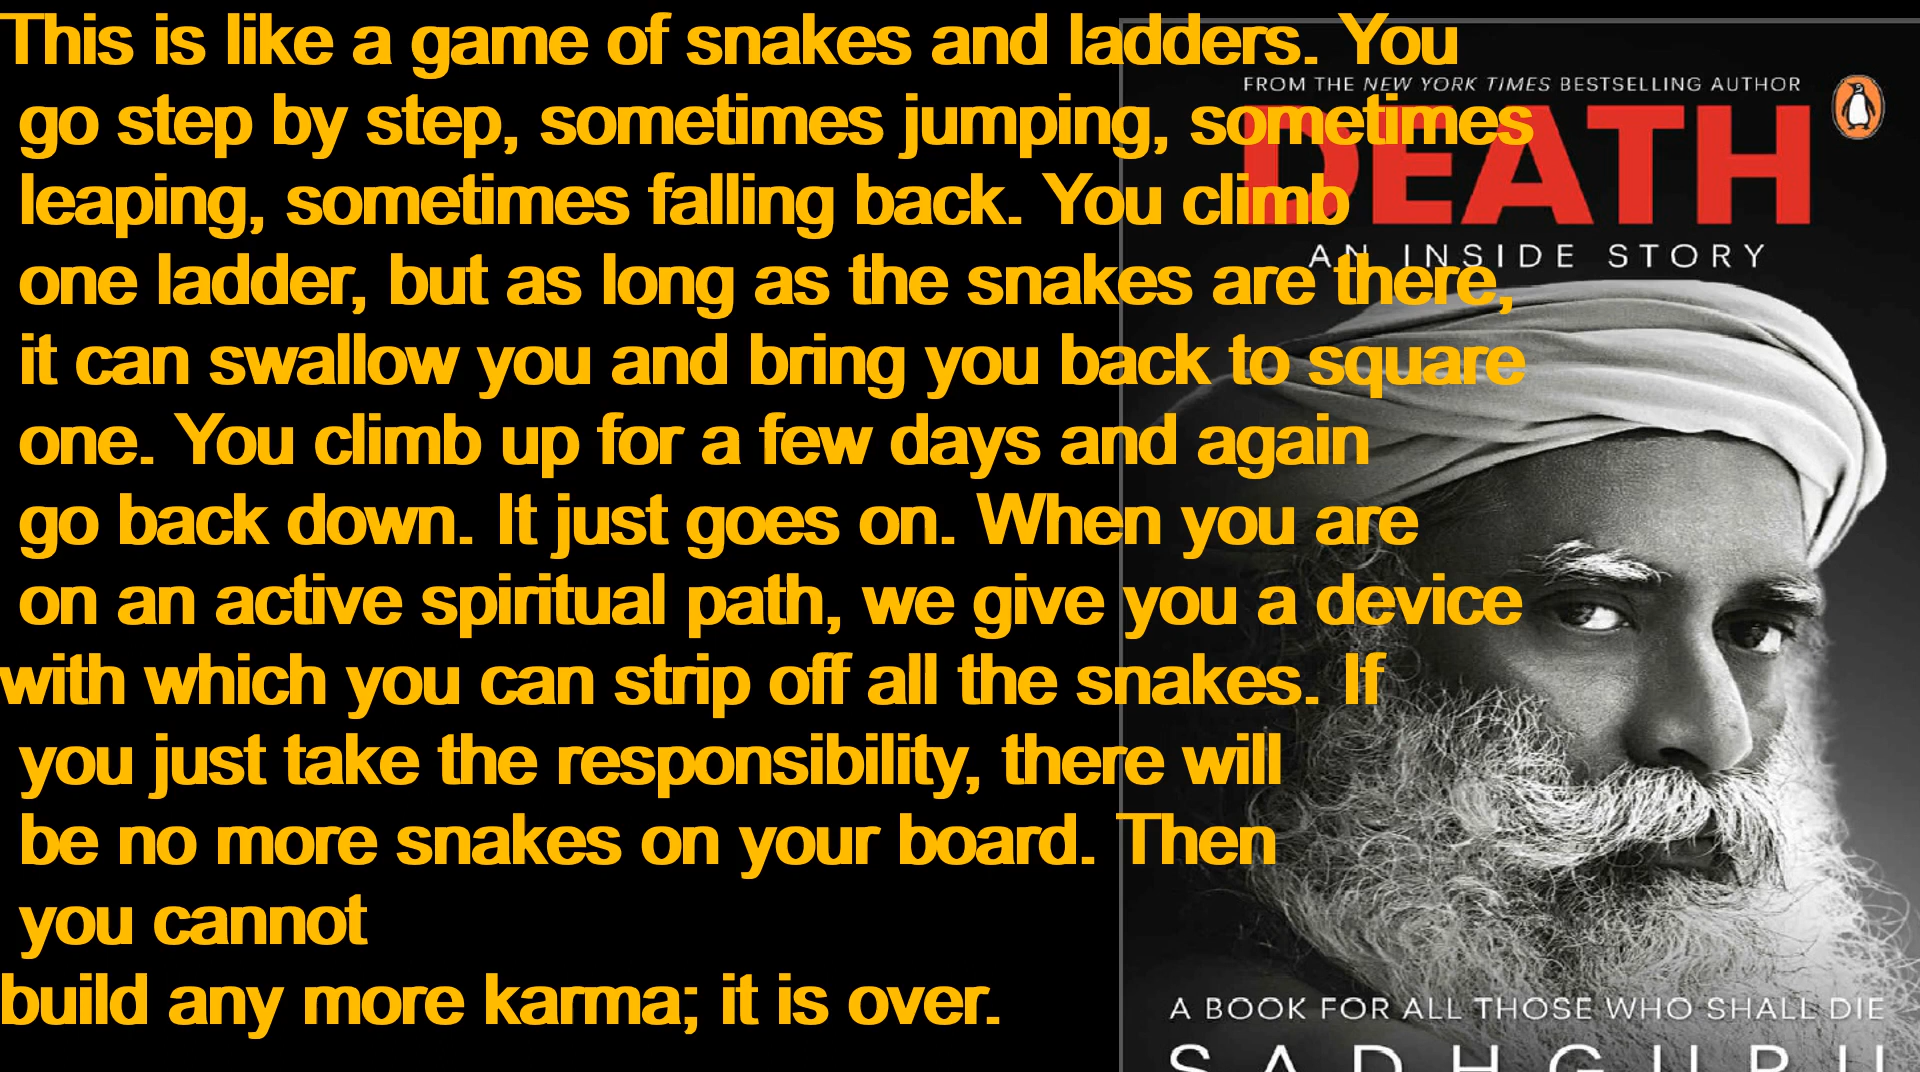 This is like a game of snakes and ladders. You
go step by step, sometimes jumping, sometimes
leaping, sometimes falling back. You climb
one ladder, but as long as the snakes are there,
it can swallow you and bring you back to square
one. You climb up for a few days and again
go back down. It just goes on. When you are
on an active spiritual path, we give you a device
with which you can strip off all the snakes. If
you just take the responsibility, there will
be no more snakes on your board. Then
you cannot
build any more karma; it is over.
FROM THE NEW YORK TIMES BESTSELLING AUTHOR
DEATH
AN INSIDE STORY
A BOOK FOR ALL THOSE WHO SHALL DIE
SADHGURU